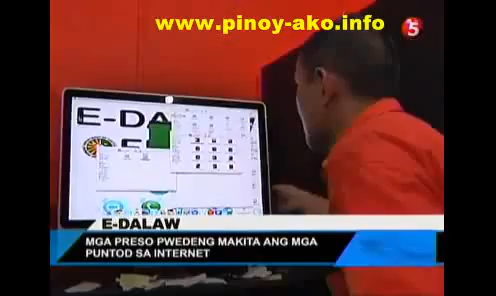 www.pinoy-ako.info
5
E-DA
E-DALAW
MGA PRESO PWEDENG MAKITA ANG MGA
PUNTOD SA INTERNET